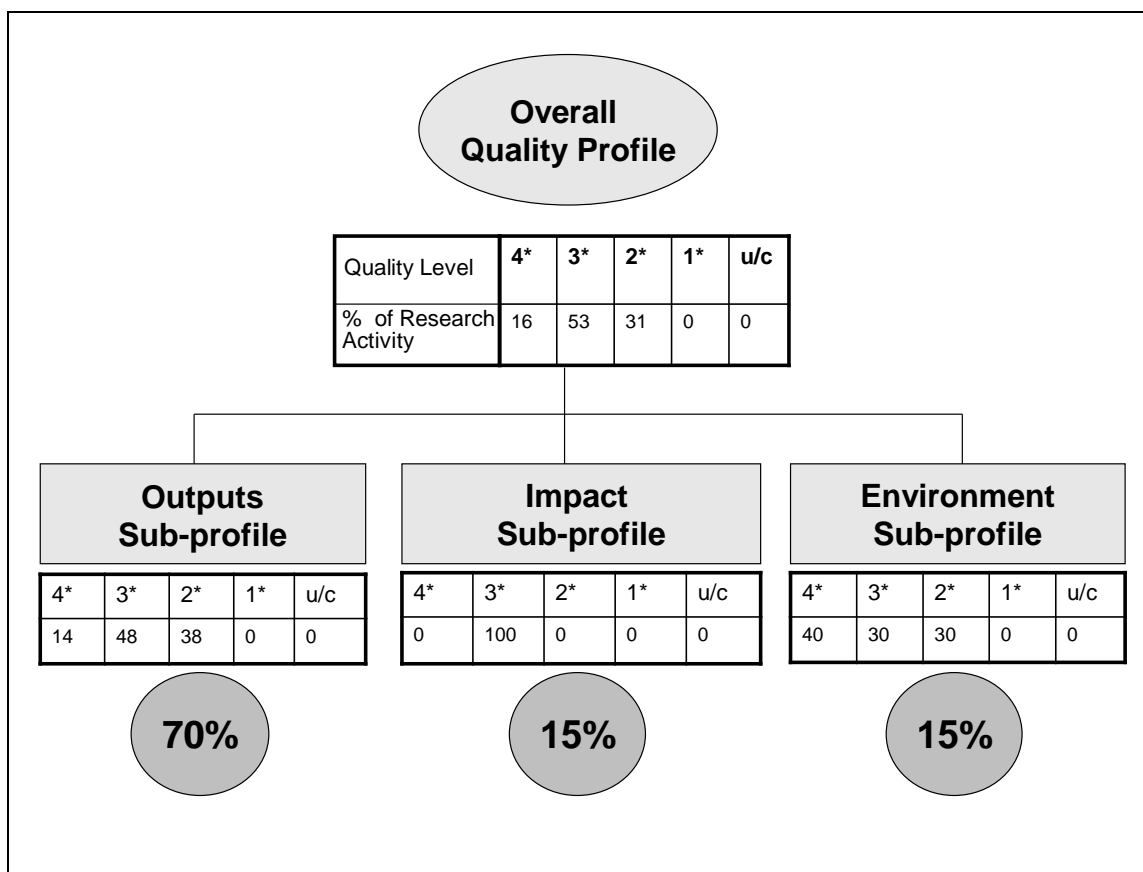 Overall
Quality Profile
Quality Level 4* 3* 2* 1* u/c
% of Research
Activity 16 53 31 0 0
Outputs
Sub-profile
Impact
Sub-profile
Environment
Sub-profile
4* 3* 2* 1* u/c
14 48 38 0 0
4* 3* 2* 1* u/c
0 100 0 0 0
4* 3* 2* 1* u/c
40 30 30 0 0
70%
15%
15%